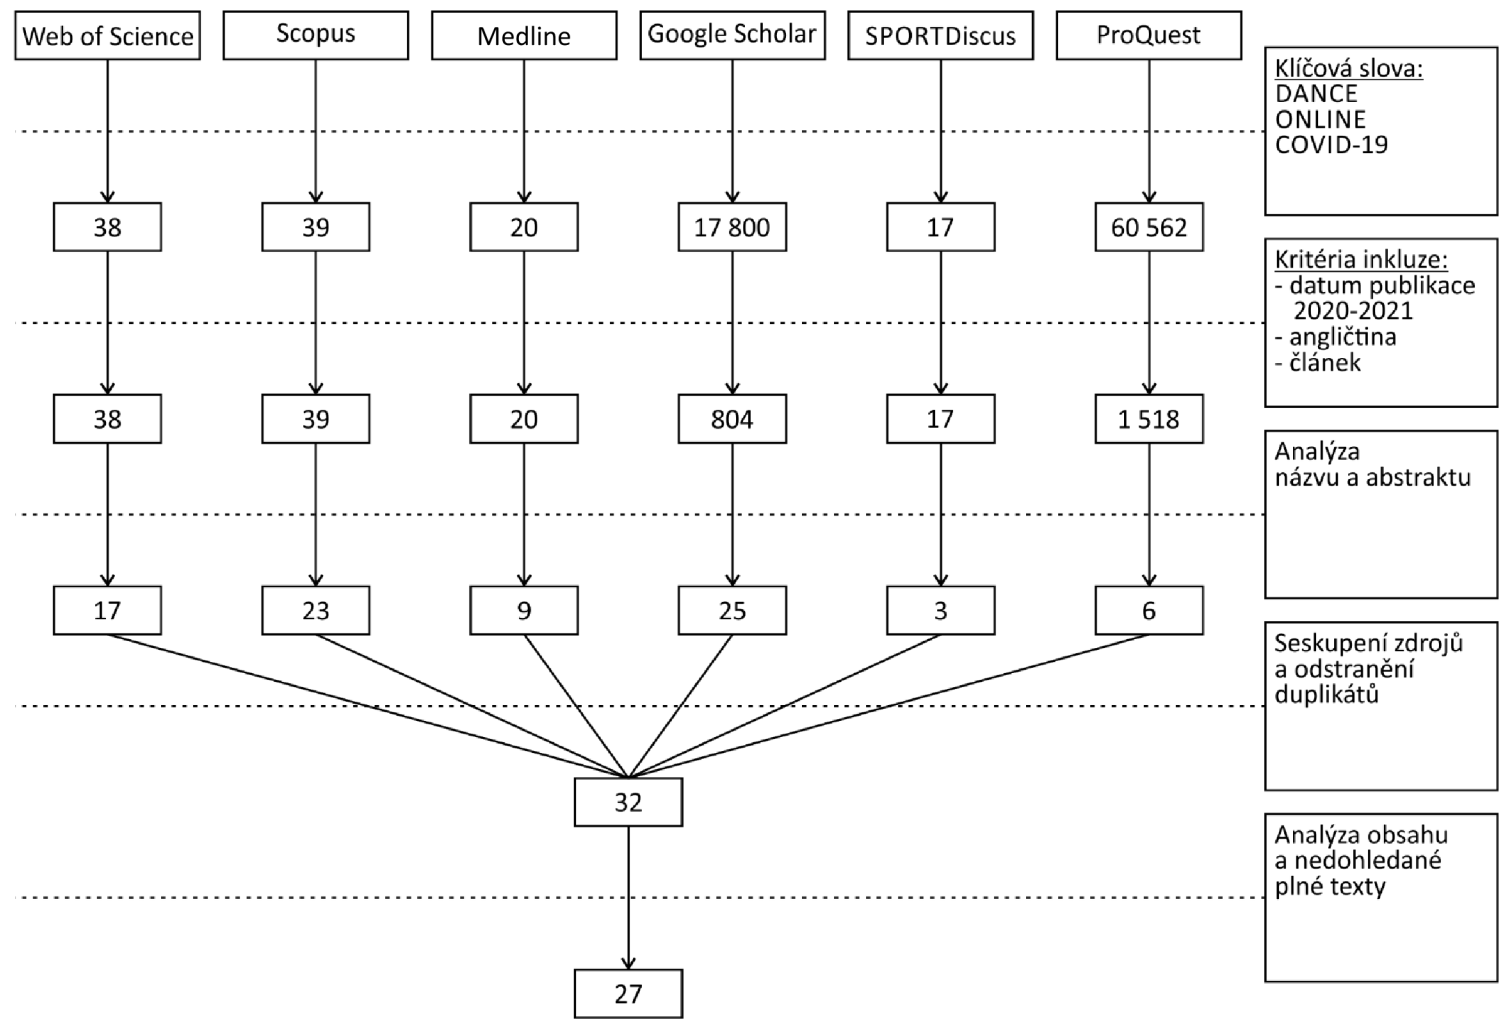 Web of Science
Scopus
Medline
Google Scholar
SPORTDiscus
ProQuest
Klíčová slova:
DANCE
ONLINE
COVID-19
38
39
20
17 800
17
60 562
Kritéria inkluze:
- datum publikace
2020-2021
- angličtina
- článek
38
39
20
804
17
1 518
Analýza
názvu a abstraktu
17
23
9
25
3
6
Seskupení zdrojů
a odstranění
duplikátů
32
Analýza obsahu
a nedohledané
plné texty
27